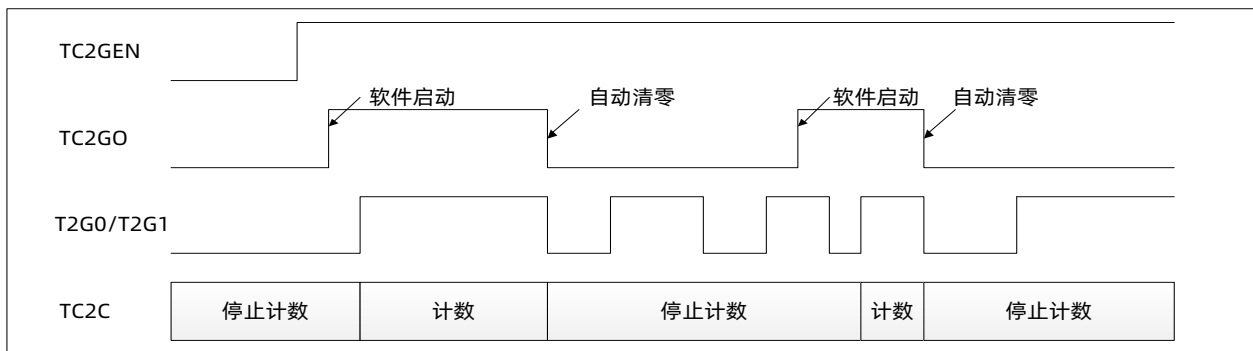 TC2GEN
软件启动 自动清零 软件启动 自动清零
TC2GO
T2G0/T2G1
TC2C 停止计数 计数 停止计数 计数 停止计数